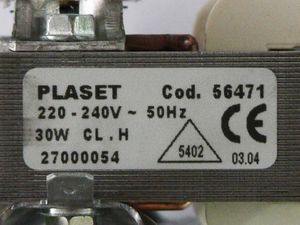 PLASET Cod. 56471
220 - 240V ~ 50Hz
30W CL . H
27000054
5402
CE
03.04